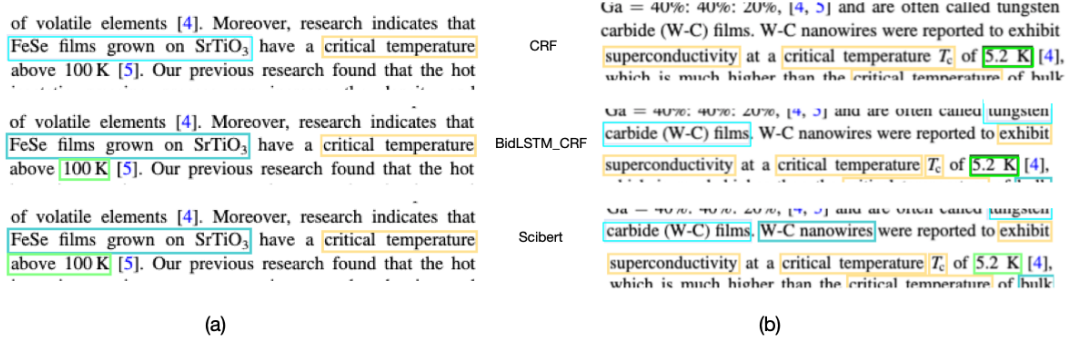 of volatile elements [4]. Moreover, research indicates that
FeSe films grown on SrTiO3 have a critical temperature
above 100 K [5]. Our previous research found that the hot
CRF
Ga = 40%: 40%: 20%, [4, 5] and are often called tungsten
carbide (W-C) films. W-C nanowires were reported to exhibit
superconductivity at a critical temperature Tc of 5.2 K [4],
which is much higher than the critical temperature of bulk
of volatile elements [4]. Moreover, research indicates that
FeSe films grown on SrTiO3 have a critical temperature
above 100 K [5]. Our previous research found that the hot
BidLSTM_CRF
Ga = 40%: 40%: 20%, [4, 5] and are often called tungsten
carbide (W-C) films. W-C nanowires were reported to exhibit
superconductivity at a critical temperature Tc of 5.2 K [4],
of volatile elements [4]. Moreover, research indicates that
FeSe films grown on SrTiO3 have a critical temperature
above 100 K [5]. Our previous research found that the hot
Scibert
Ga = 40%: 40%: 20%, [4, 5] and are often called tungsten
carbide (W-C) films. W-C nanowires were reported to exhibit
superconductivity at a critical temperature Tc of 5.2 K [4],
which is much higher than the critical temperature of bulk
(a)
(b)